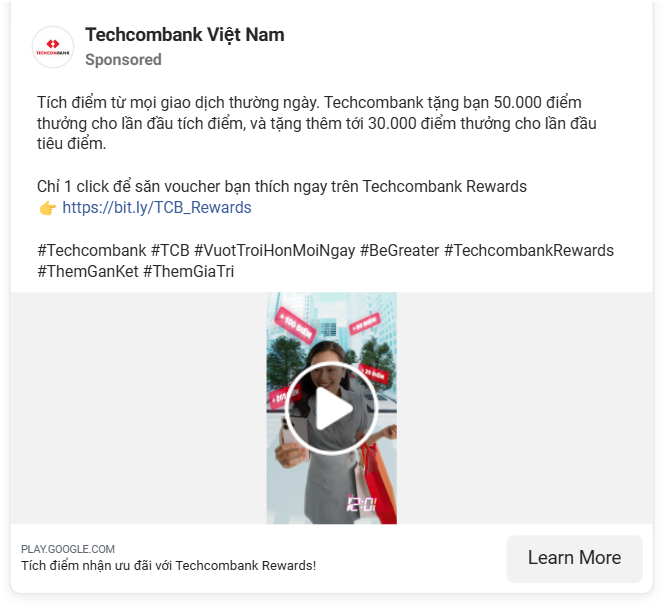 Techcombank Việt Nam
TECHCOMBANK
Sponsored
Tích điểm từ mọi giao dịch thường ngày. Techcombank tặng bạn 50.000 điểm
thưởng cho lần đầu tích điểm, và tặng thêm tới 30.000 điểm thưởng cho lần đầu
tiêu điểm.
Chỉ 1 click để săn voucher bạn thích ngay trên Techcombank Rewards
👉 https://bit.ly/TCB_Rewards
#Techcombank #TCB #VuotTroiHonMoiNgay #BeGreater #TechcombankRewards
#ThemGanKet #ThemGiaTri
+ 100 ĐIỂM
ĐIỂM
ĐIỂM
12:01
PLAY.GOOGLE.COM
Tích điểm nhận ưu đãi với Techcombank Rewards!
Learn More